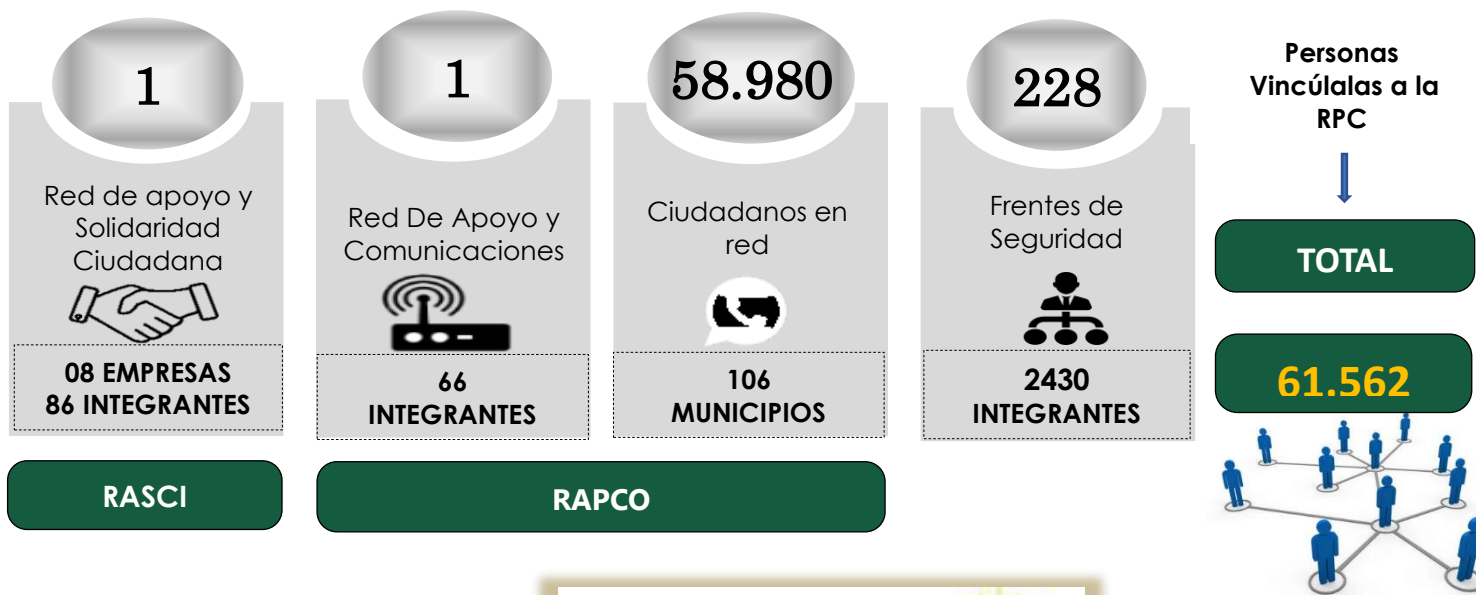 1
Red de apoyo y
Solidaridad
Ciudadana
08 EMPRESAS
86 INTEGRANTES
RASCI
1
Red De Apoyo y
Comunicaciones
66
INTEGRANTES
58.980
Ciudadanos en
red
106
MUNICIPIOS
RAPCO
228
Frentes de
Seguridad
2430
INTEGRANTES
Personas
Vincúlalas a la
RPC
TOTAL
61.562